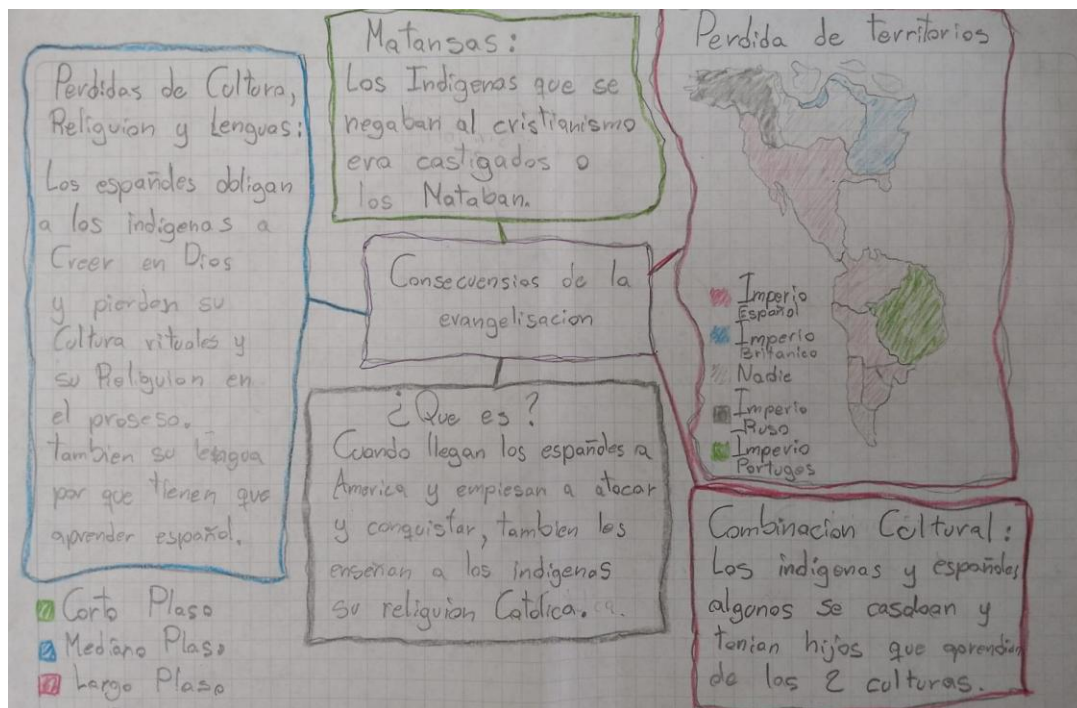 Perdidas de Cultura,
Religuion y Lenguas:
Los españoles obligan
a los indigenas a
Creer en Dios
y pierden su
Cultura rituales y
su Religuion en
el proseso.
tambien su lengua
por que tienen que
aprender español.
Matansas:
Los Indigenas que se
negaban al cristianismo
era castigados o
los Mataban.
Perdida de territorios
Imperio
Español
Imperio
Britanico
Nadie
Imperio
Ruso
Imperio
Portuges
Consecuensias de la
evangelisacion
¿Que es?
Cuando llegan los españoles a
America y empiesan a atacar
y conquistar, tambien les
enseñan a los indigenas
su religuion Catolica.
Combinacion Cultural:
Los indigenas y españoles
algunos se casaban y
tenian hijos que aprendian
de las 2 culturas.
Corto Plaso
Mediano Plaso
Largo Plaso